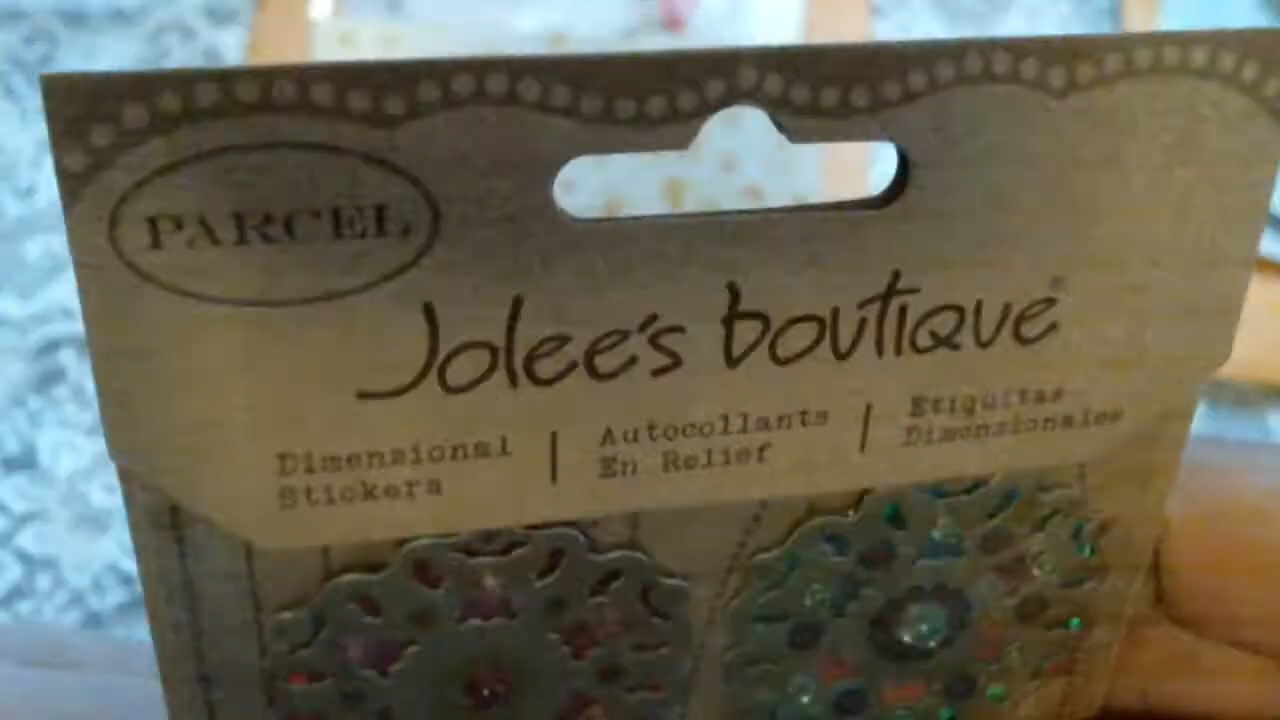 PARCEL
Jolee's boutique®
Dimensional
Stickers
Autocollants
En Relief
Etiquitas
Dimensionales